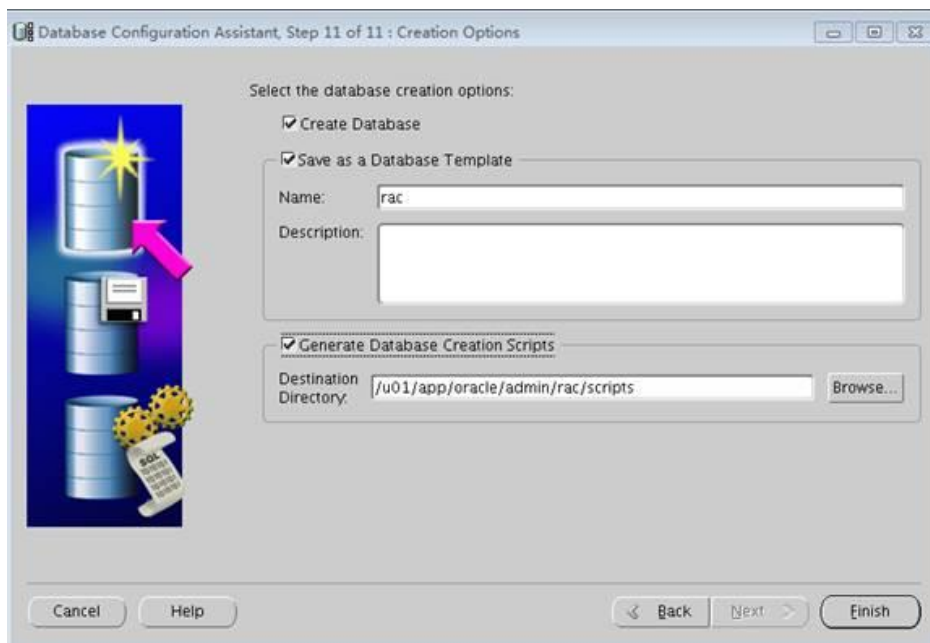 Database Configuration Assistant, Step 11 of 11 : Creation Options
Select the database creation options:
Create Database
Save as a Database Template
Name:
rac
Description:
Generate Database Creation Scripts
Destination
Directory:
/u01/app/oracle/admin/rac/scripts
Browse...
SQL
Cancel
Help
Back
Next
Finish